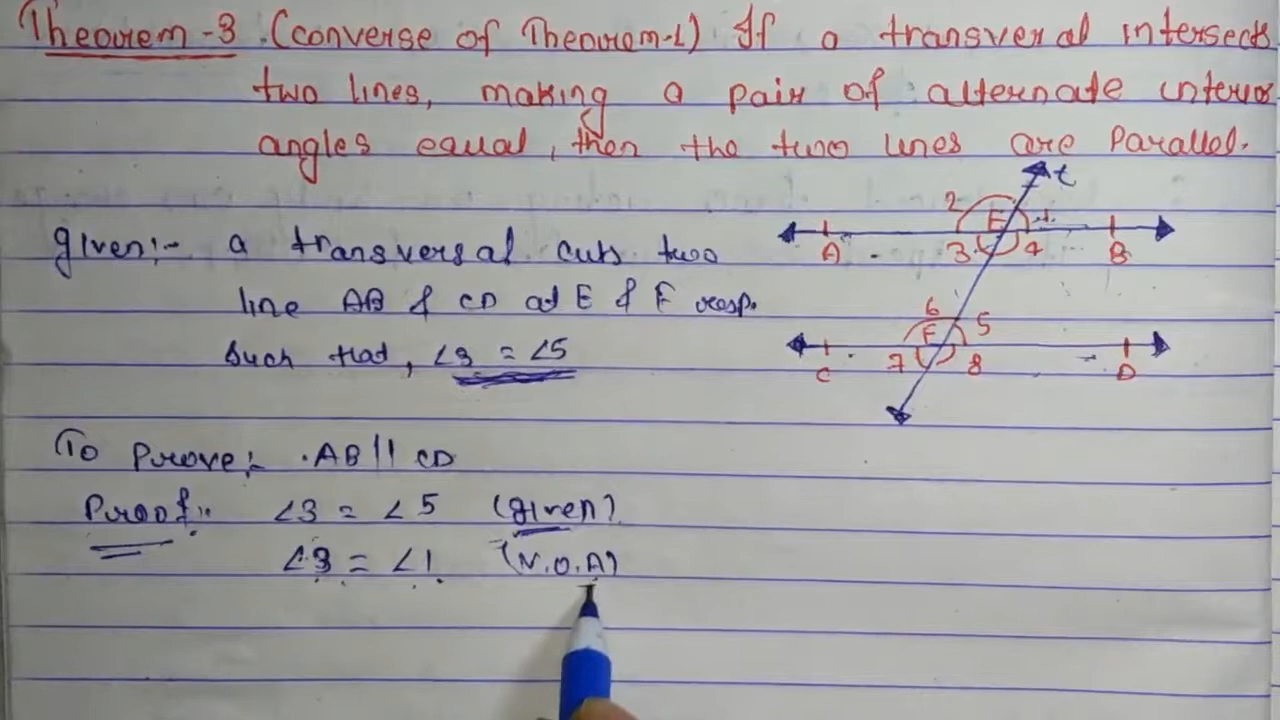 Theorem-3 (converse of Theorem-1) If a transveral intersects
two lines, making a pair of alternate interior
angles equal, then the two lines are Parallel.
given:- a transversal cuts two
line AB & CD at E & F resp.
Such that, ∠3 = ∠5
To Prove:- AB || CD
Proof:- ∠3 = ∠5 (given)
∠3 = ∠1 (V.O.A)
t
2 E 1
A 3 4 B
6 F 5
C 7 8 D